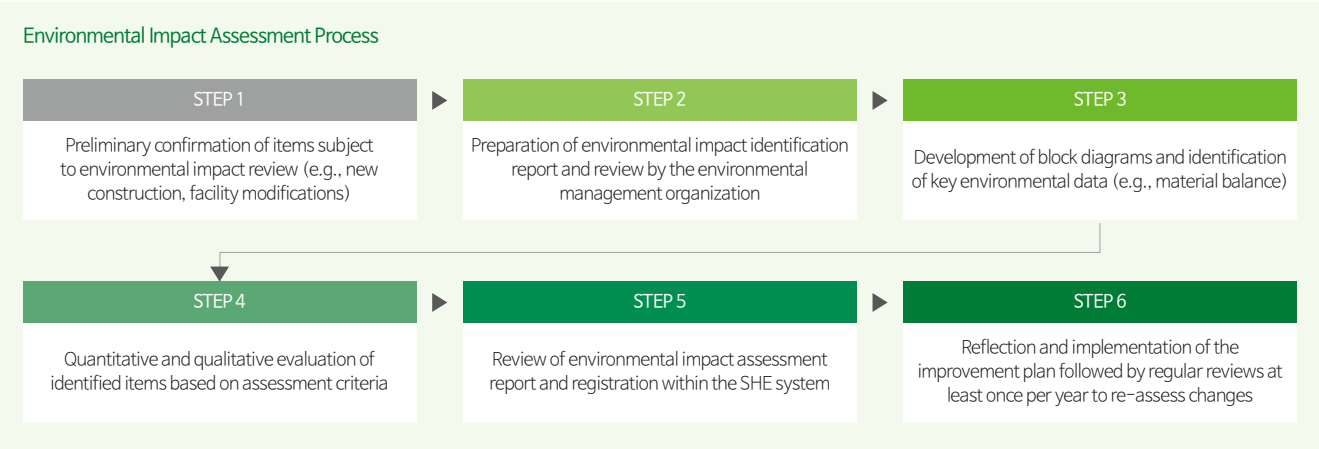 Environmental Impact Assessment Process
STEP 1
Preliminary confirmation of items subject
to environmental impact review (e.g., new
construction, facility modifications)
STEP 2
Preparation of environmental impact identification
report and review by the environmental
management organization
STEP 3
Development of block diagrams and identification
of key environmental data (e.g., material balance)
STEP 4
Quantitative and qualitative evaluation of
identified items based on assessment criteria
STEP 5
Review of environmental impact assessment
report and registration within the SHE system
STEP 6
Reflection and implementation of the
improvement plan followed by regular reviews at
least once per year to re-assess changes